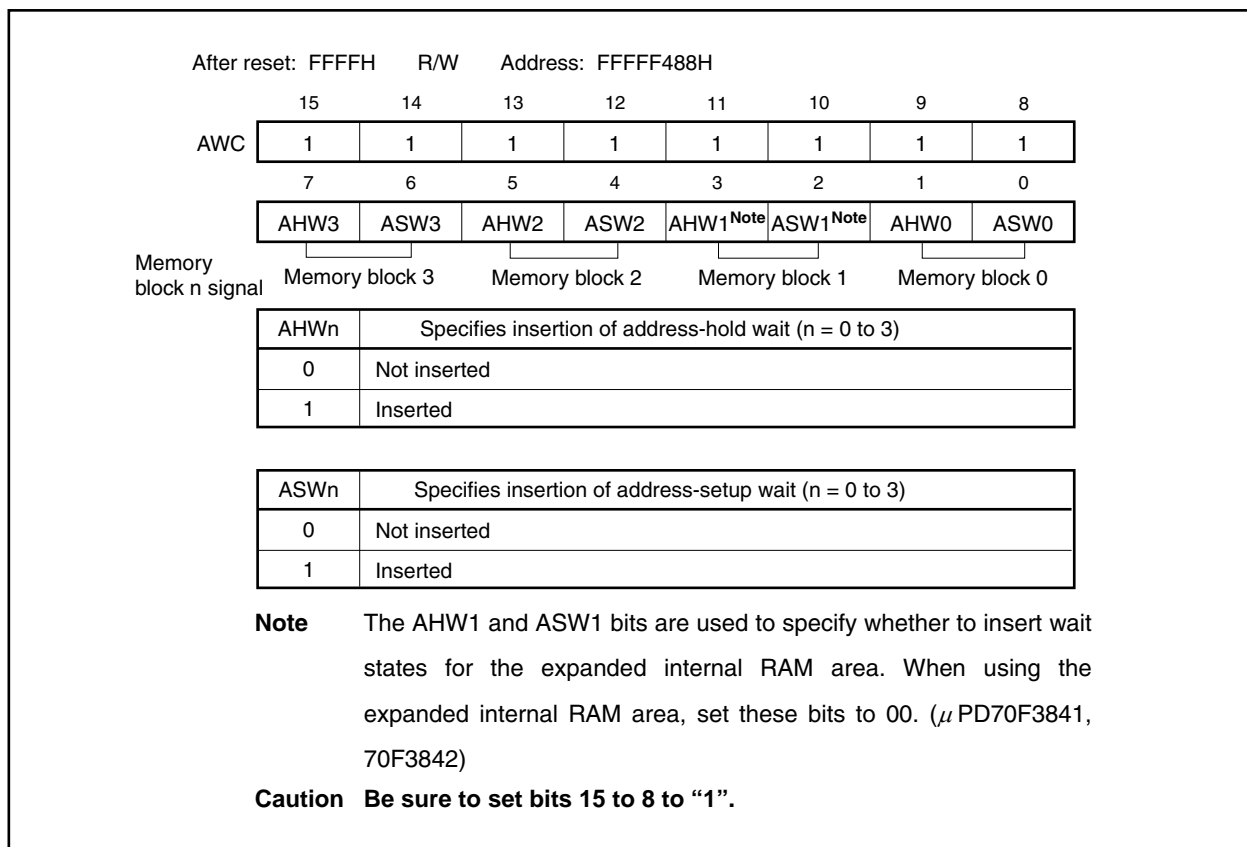 After reset: FFFFH R/W Address: FFFFF488H
15 14 13 12 11 10 9 8
AWC 1 1 1 1 1 1 1 1
7 6 5 4 3 2 1 0
AHW3 ASW3 AHW2 ASW2 AHW1Note ASW1Note AHW0 ASW0
Memory block n signal Memory block 3 Memory block 2 Memory block 1 Memory block 0
AHWn Specifies insertion of address-hold wait (n = 0 to 3)
0 Not inserted
1 Inserted
ASWn Specifies insertion of address-setup wait (n = 0 to 3)
0 Not inserted
1 Inserted
Note The AHW1 and ASW1 bits are used to specify whether to insert wait
states for the expanded internal RAM area. When using the
expanded internal RAM area, set these bits to 00. (μ PD70F3841,
70F3842)
Caution Be sure to set bits 15 to 8 to “1”.